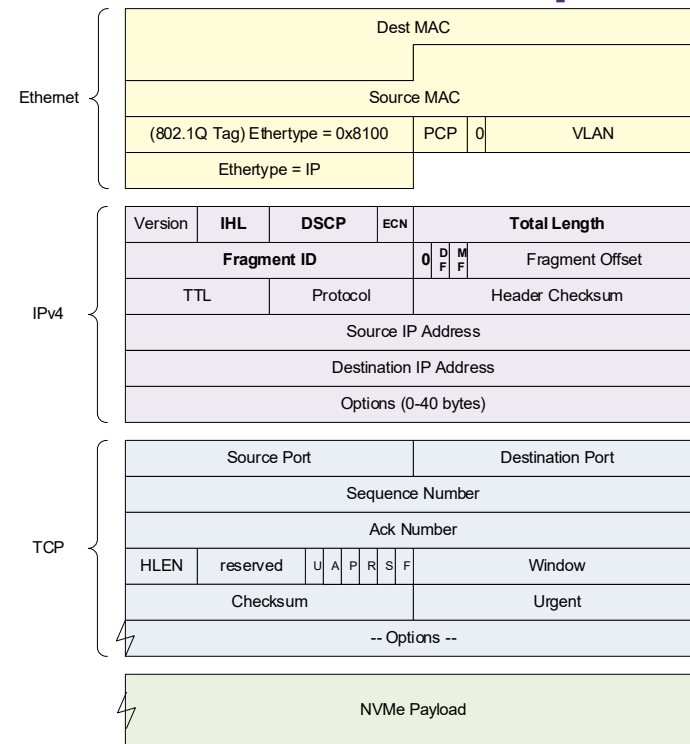 Dest MAC
Ethernet
Source MAC
(802.1Q Tag) Ethertype = 0x8100 PCP 0 VLAN
Ethertype = IP
Version IHL DSCP ECN Total Length
Fragment ID 0 DF MF Fragment Offset
TTL Protocol Header Checksum
IPv4
Source IP Address
Destination IP Address
Options (0-40 bytes)
Source Port Destination Port
Sequence Number
Ack Number
TCP
HLEN reserved U A P R S F Window
Checksum Urgent
-- Options --
NVMe Payload